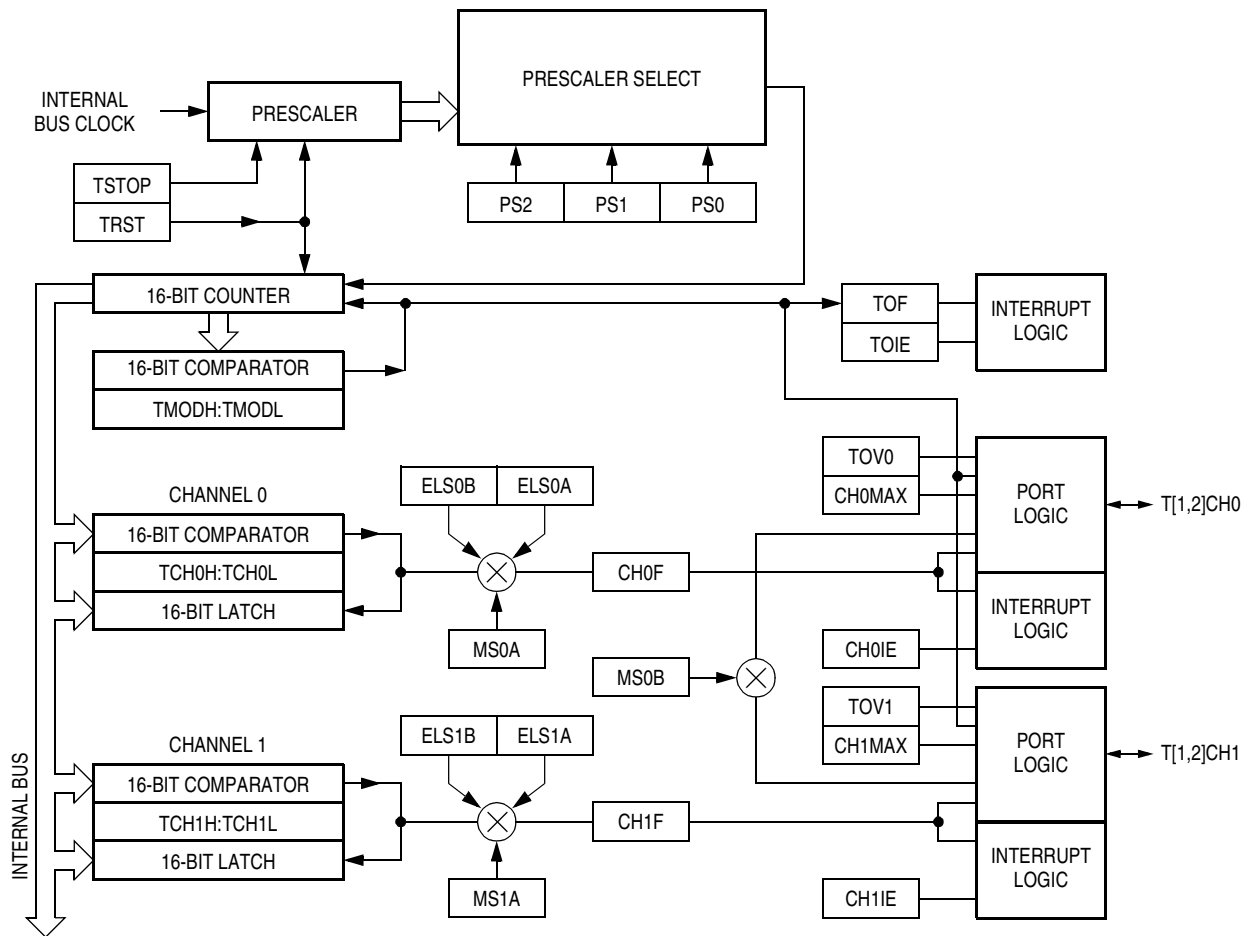 PRESCALER SELECT
INTERNAL
BUS CLOCK
PRESCALER
TSTOP
TRST
PS2
PS1
PS0
16-BIT COUNTER
TOF
TOIE
INTERRUPT
LOGIC
16-BIT COMPARATOR
TMODH:TMODL
TOV0
CH0MAX
PORT
LOGIC
T[1,2]CH0
CHANNEL 0
ELS0B
ELS0A
16-BIT COMPARATOR
TCH0H:TCH0L
16-BIT LATCH
CH0F
MS0A
INTERRUPT
LOGIC
CH0IE
MS0B
TOV1
CH1MAX
PORT
LOGIC
T[1,2]CH1
CHANNEL 1
ELS1B
ELS1A
16-BIT COMPARATOR
TCH1H:TCH1L
16-BIT LATCH
CH1F
MS1A
INTERRUPT
LOGIC
CH1IE
INTERNAL BUS